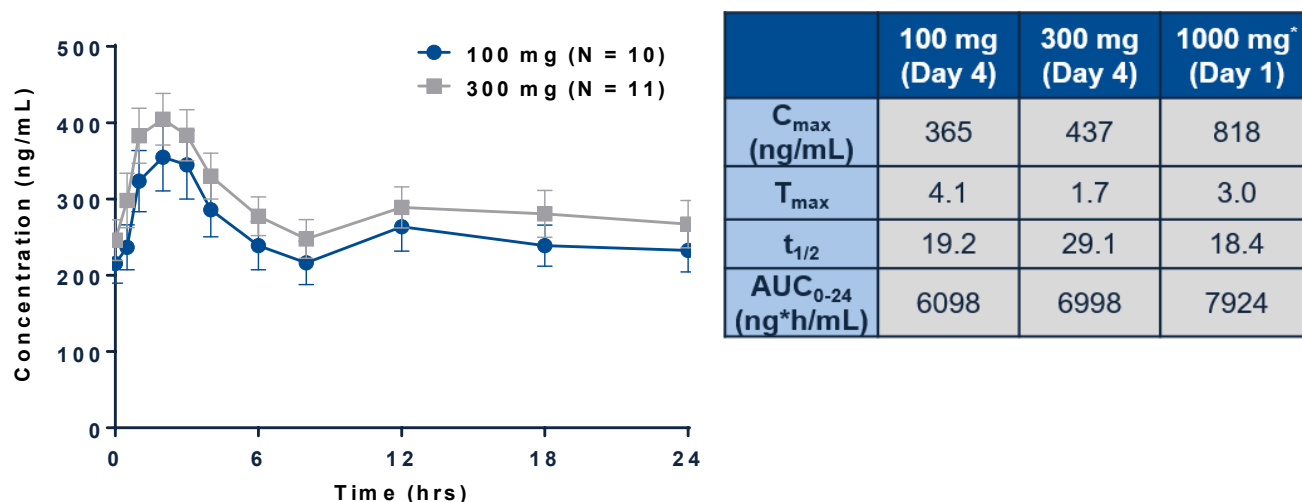 500
400
300
200
100
0
Concentration (ng/mL)
100 mg (N = 10)
300 mg (N = 11)
0 6 12 18 24
Time (hrs)
100 mg 300 mg 1000 mg*
(Day 4) (Day 4) (Day 1)
Cmax
(ng/mL) 365 437 818
Tmax 4.1 1.7 3.0
t1/2 19.2 29.1 18.4
AUC0-24
(ng*h/mL) 6098 6998 7924